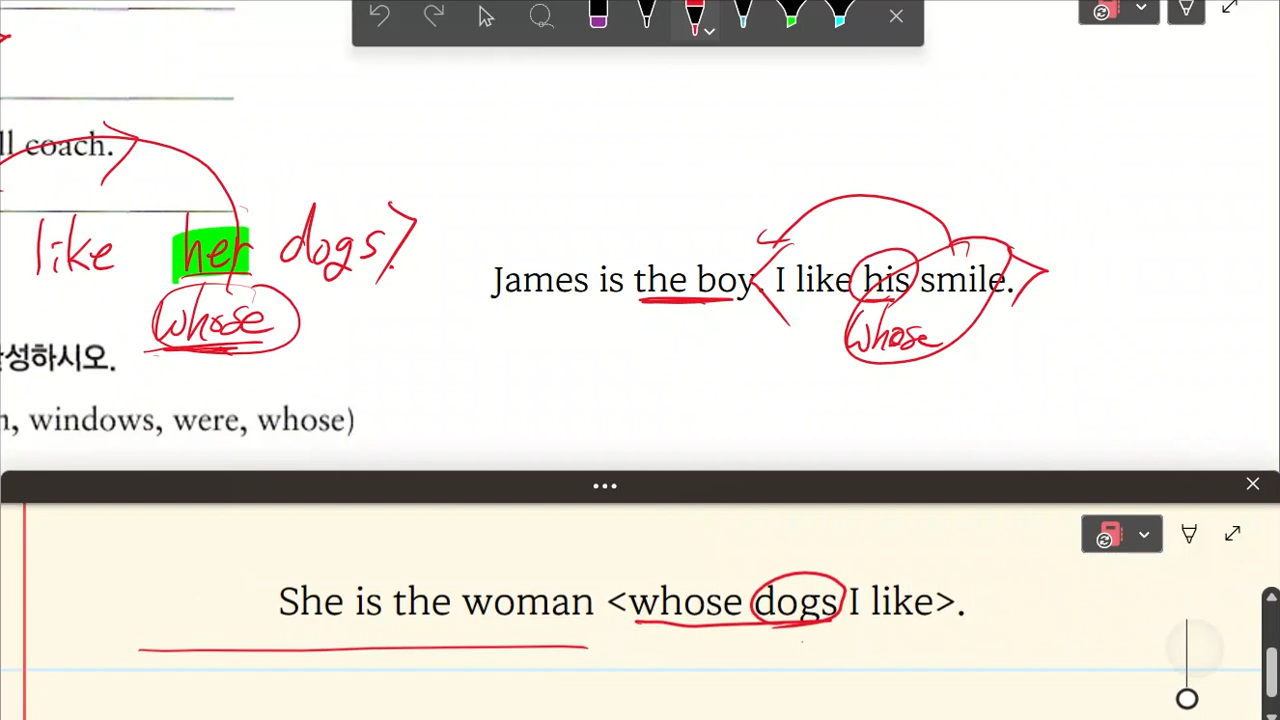 ll coach.
like her dogs?
whose
James is the boy. I like his smile.
whose
성하시오.
n, windows, were, whose)
She is the woman <whose dogs I like>.